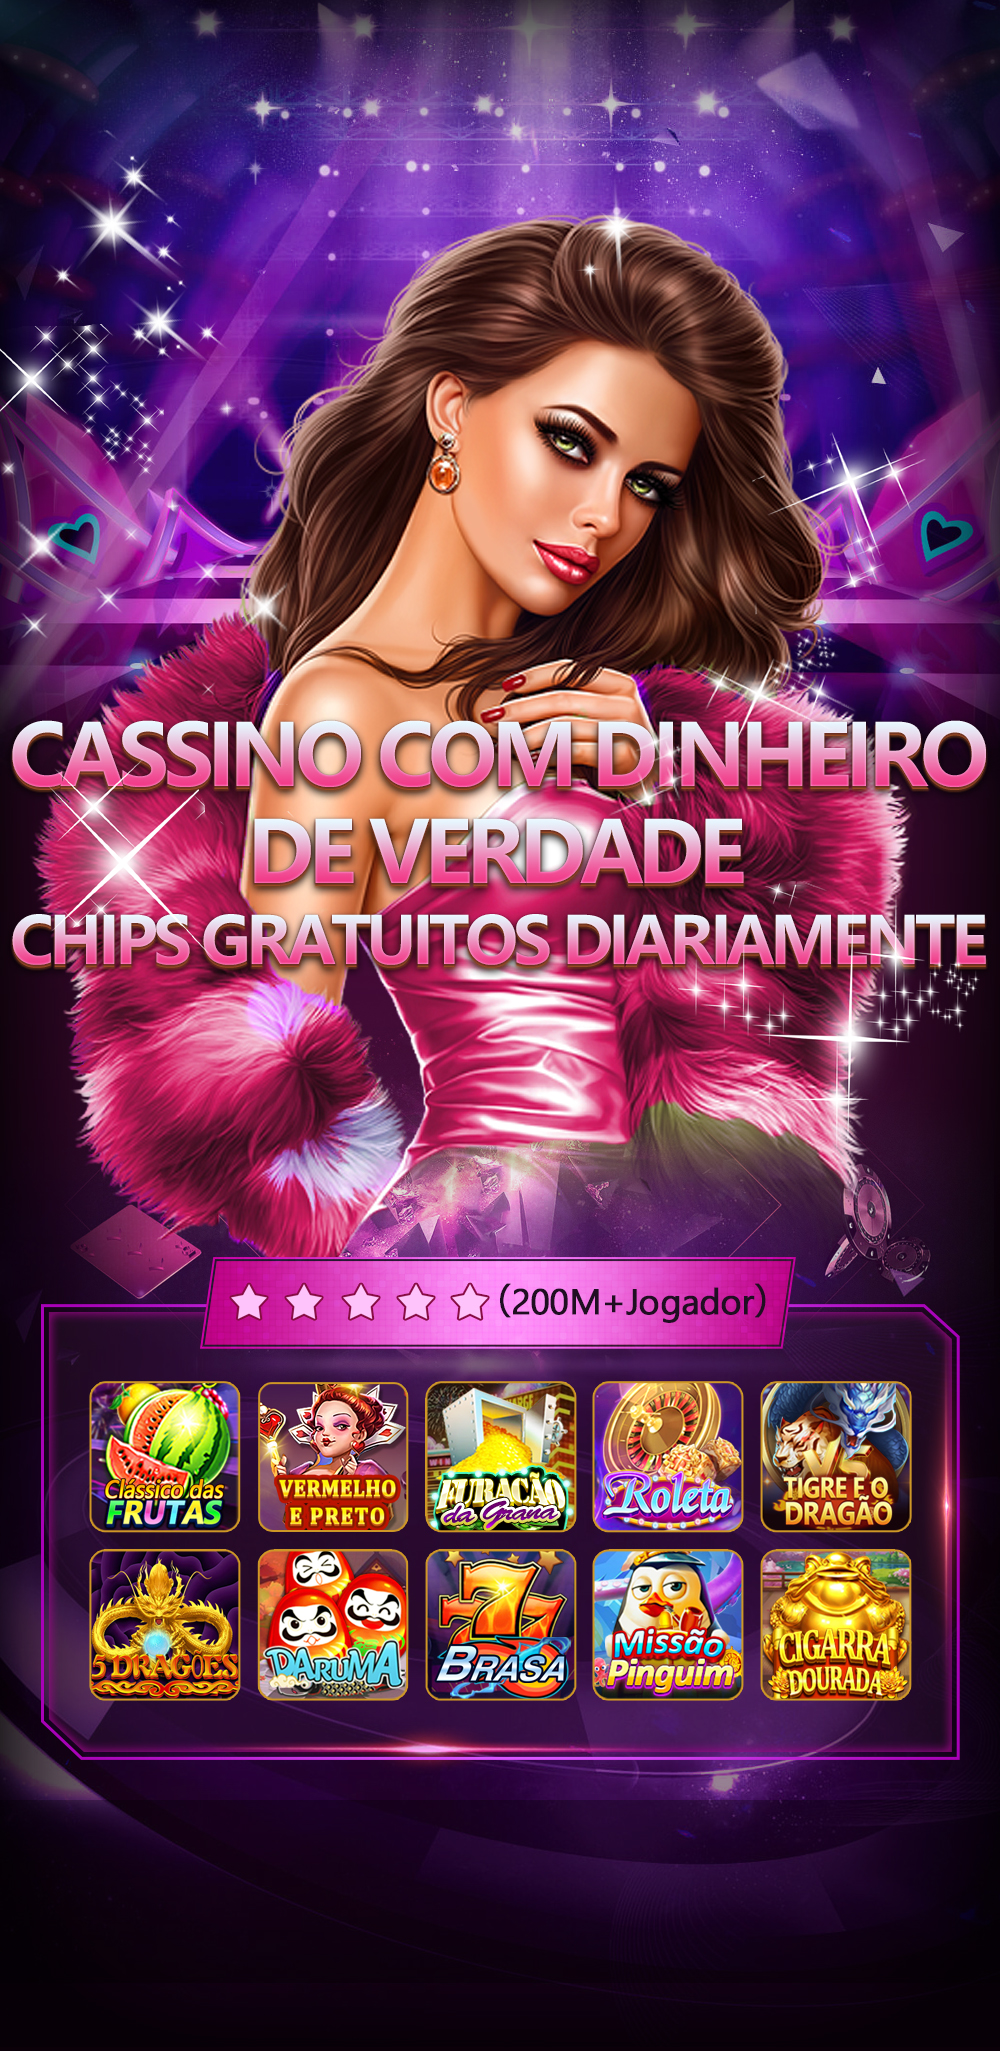 CASSINO COM DINHEIRO
DE VERDADE
CHIPS GRATUITOS DIARIAMENTE
(200M+Jogador)
Clássico das
FRUTAS
VERMELHO
E PRETO
FURACÃO
da Grana
Roleta
TIGRE E O
DRAGÃO
5 DRAGÕES
DARUMA
777
BRASA
Missão
Pinguim
CIGARRA
DOURADA